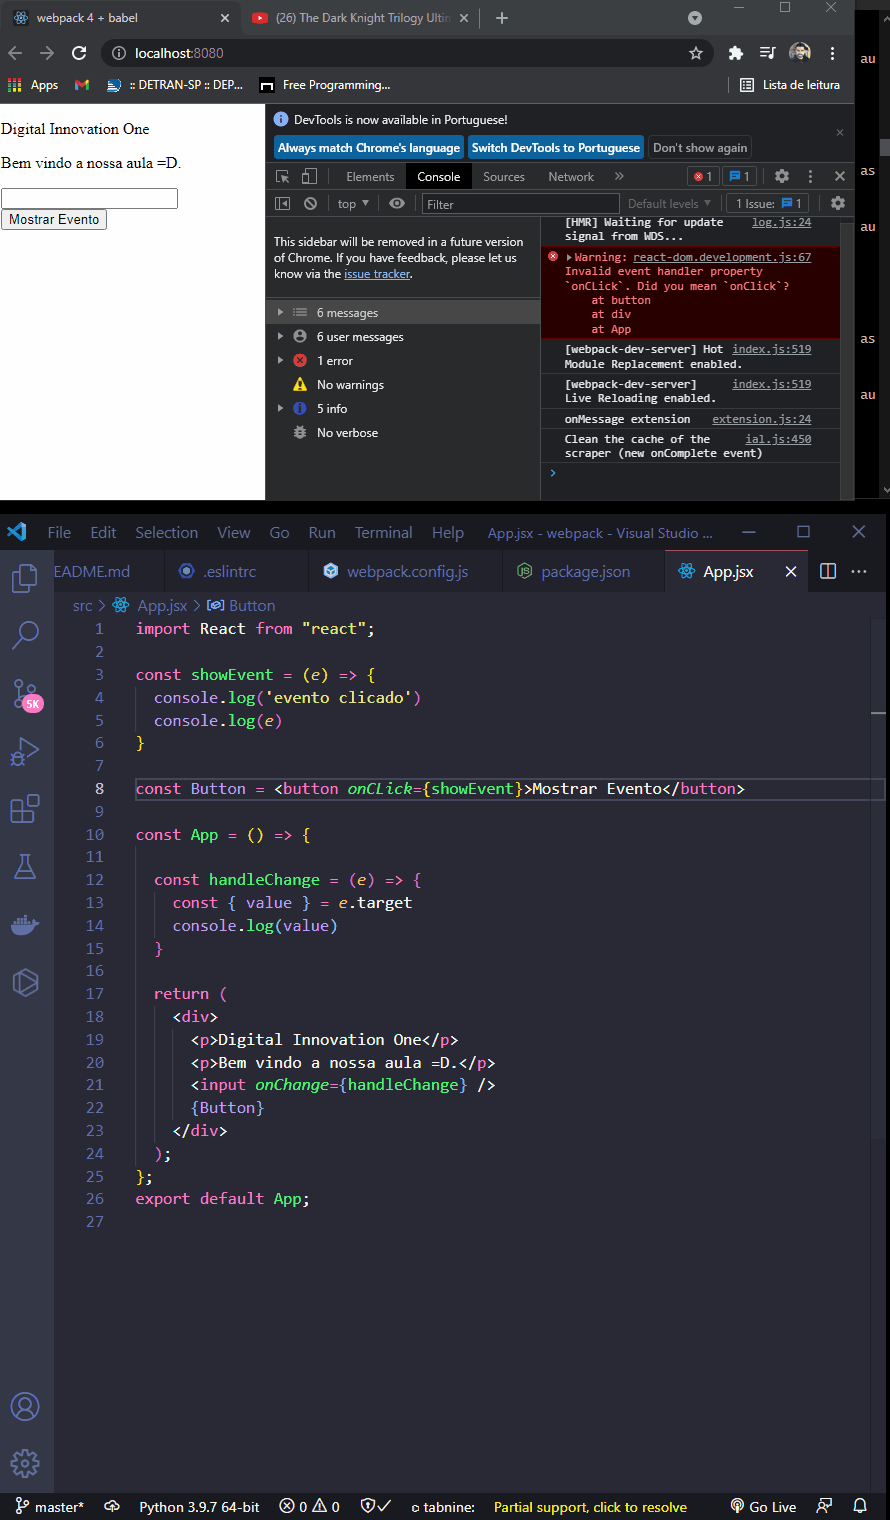 webpack 4 + babel
(26) The Dark Knight Trilogy Ultim
localhost:8080
Apps
:: DETRAN-SP :: DEP...
Free Programming...
Lista de leitura
Digital Innovation One
Bem vindo a nossa aula =D.
Mostrar Evento
DevTools is now available in Portuguese!
Always match Chrome's language
Switch DevTools to Portuguese
Don't show again
Elements
Console
Sources
Network
1
1
top
Filter
Default levels
1 Issue: 1
This sidebar will be removed in a future version
of Chrome. If you have feedback, please let us
know via the issue tracker.
6 messages
6 user messages
1 error
No warnings
5 info
No verbose
[HMR] Waiting for update log.js:24
signal from WDS...
Warning: react-dom.development.js:67
Invalid event handler property
`onCLick`. Did you mean `onClick`?
at button
at div
at App
[webpack-dev-server] Hot index.js:519
Module Replacement enabled.
[webpack-dev-server] index.js:519
Live Reloading enabled.
onMessage extension extension.js:24
Clean the cache of the ial.js:450
scraper (new onComplete event)
au
as
au
as
au
File Edit Selection View Go Run Terminal Help App.jsx - webpack - Visual Studio ...
EADME.md
.eslintrc
webpack.config.js
package.json
App.jsx
src > App.jsx > Button
5K
1 import React from "react";
2
3 const showEvent = (e) => {
4 console.log('evento clicado')
5 console.log(e)
6 }
7
8 const Button = <button onCLick={showEvent}>Mostrar Evento</button>
9
10 const App = () => {
11
12 const handleChange = (e) => {
13 const { value } = e.target
14 console.log(value)
15 }
16
17 return (
18 <div>
19 <p>Digital Innovation One</p>
20 <p>Bem vindo a nossa aula =D.</p>
21 <input onChange={handleChange} />
22 {Button}
23 </div>
24 );
25 };
26 export default App;
27
master* Python 3.9.7 64-bit 0 0 tabnine: Partial support, click to resolve Go Live